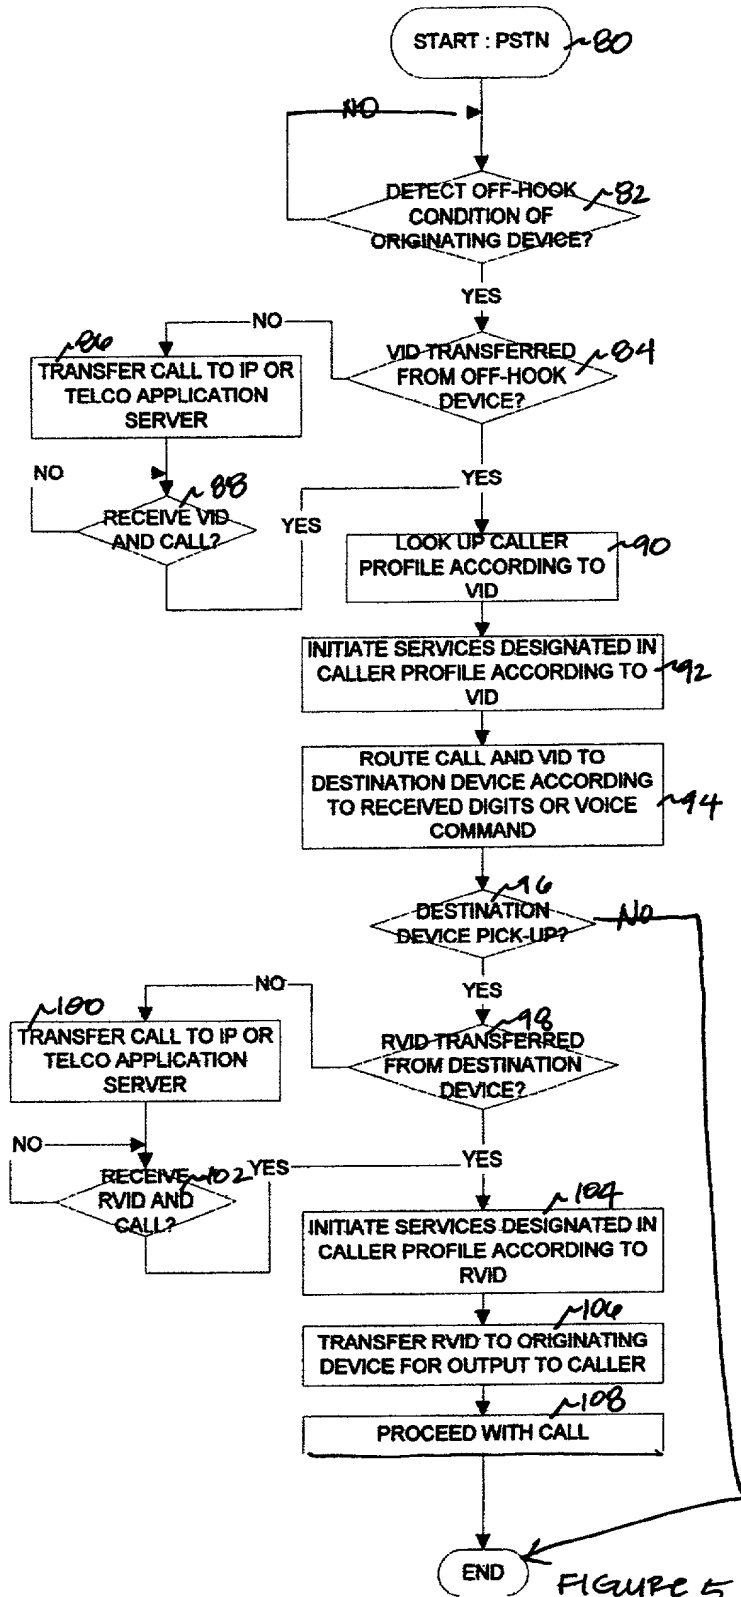 START : PSTN ~80
NO
DETECT OFF-HOOK ~82
CONDITION OF
ORIGINATING DEVICE?
YES
NO
~86
TRANSFER CALL TO IP OR
TELCO APPLICATION
SERVER
VID TRANSFERRED
FROM OFF-HOOK ~84
DEVICE?
NO
~88
RECEIVE VID
AND CALL?
YES
YES
LOOK UP CALLER
PROFILE ACCORDING TO ~90
VID
INITIATE SERVICES DESIGNATED IN
CALLER PROFILE ACCORDING TO ~92
VID
ROUTE CALL AND VID TO
DESTINATION DEVICE ACCORDING
TO RECEIVED DIGITS OR VOICE ~94
COMMAND
~96
DESTINATION
DEVICE PICK-UP?
No
YES
NO
~100
TRANSFER CALL TO IP OR
TELCO APPLICATION
SERVER
~98
RVID TRANSFERRED
FROM DESTINATION
DEVICE?
NO
RECEIVE ~102
RVID AND
CALL?
YES
YES
~104
INITIATE SERVICES DESIGNATED IN
CALLER PROFILE ACCORDING TO
RVID
~106
TRANSFER RVID TO ORIGINATING
DEVICE FOR OUTPUT TO CALLER
~108
PROCEED WITH CALL
END
FIGURE 5